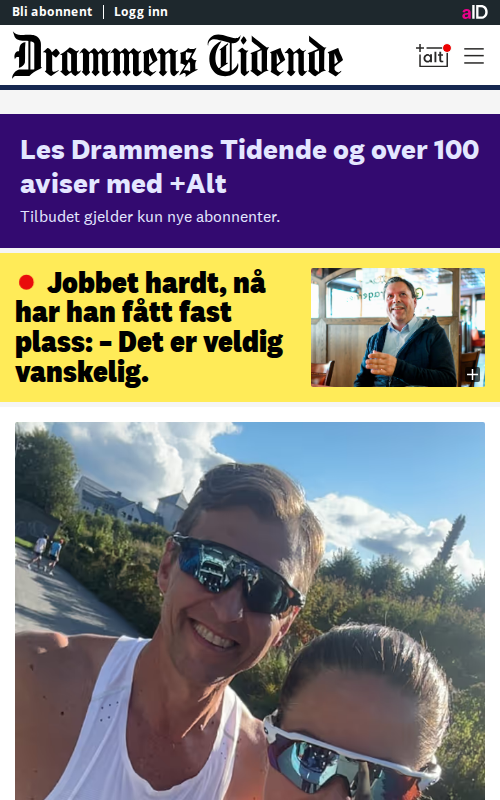 Bli abonnent
Logg inn
aID
Drammens Tidende
+alt
Les Drammens Tidende og over 100
aviser med +Alt
Tilbudet gjelder kun nye abonnenter.
Jobbet hardt, nå
har han fått fast
plass: – Det er veldig
vanskelig.